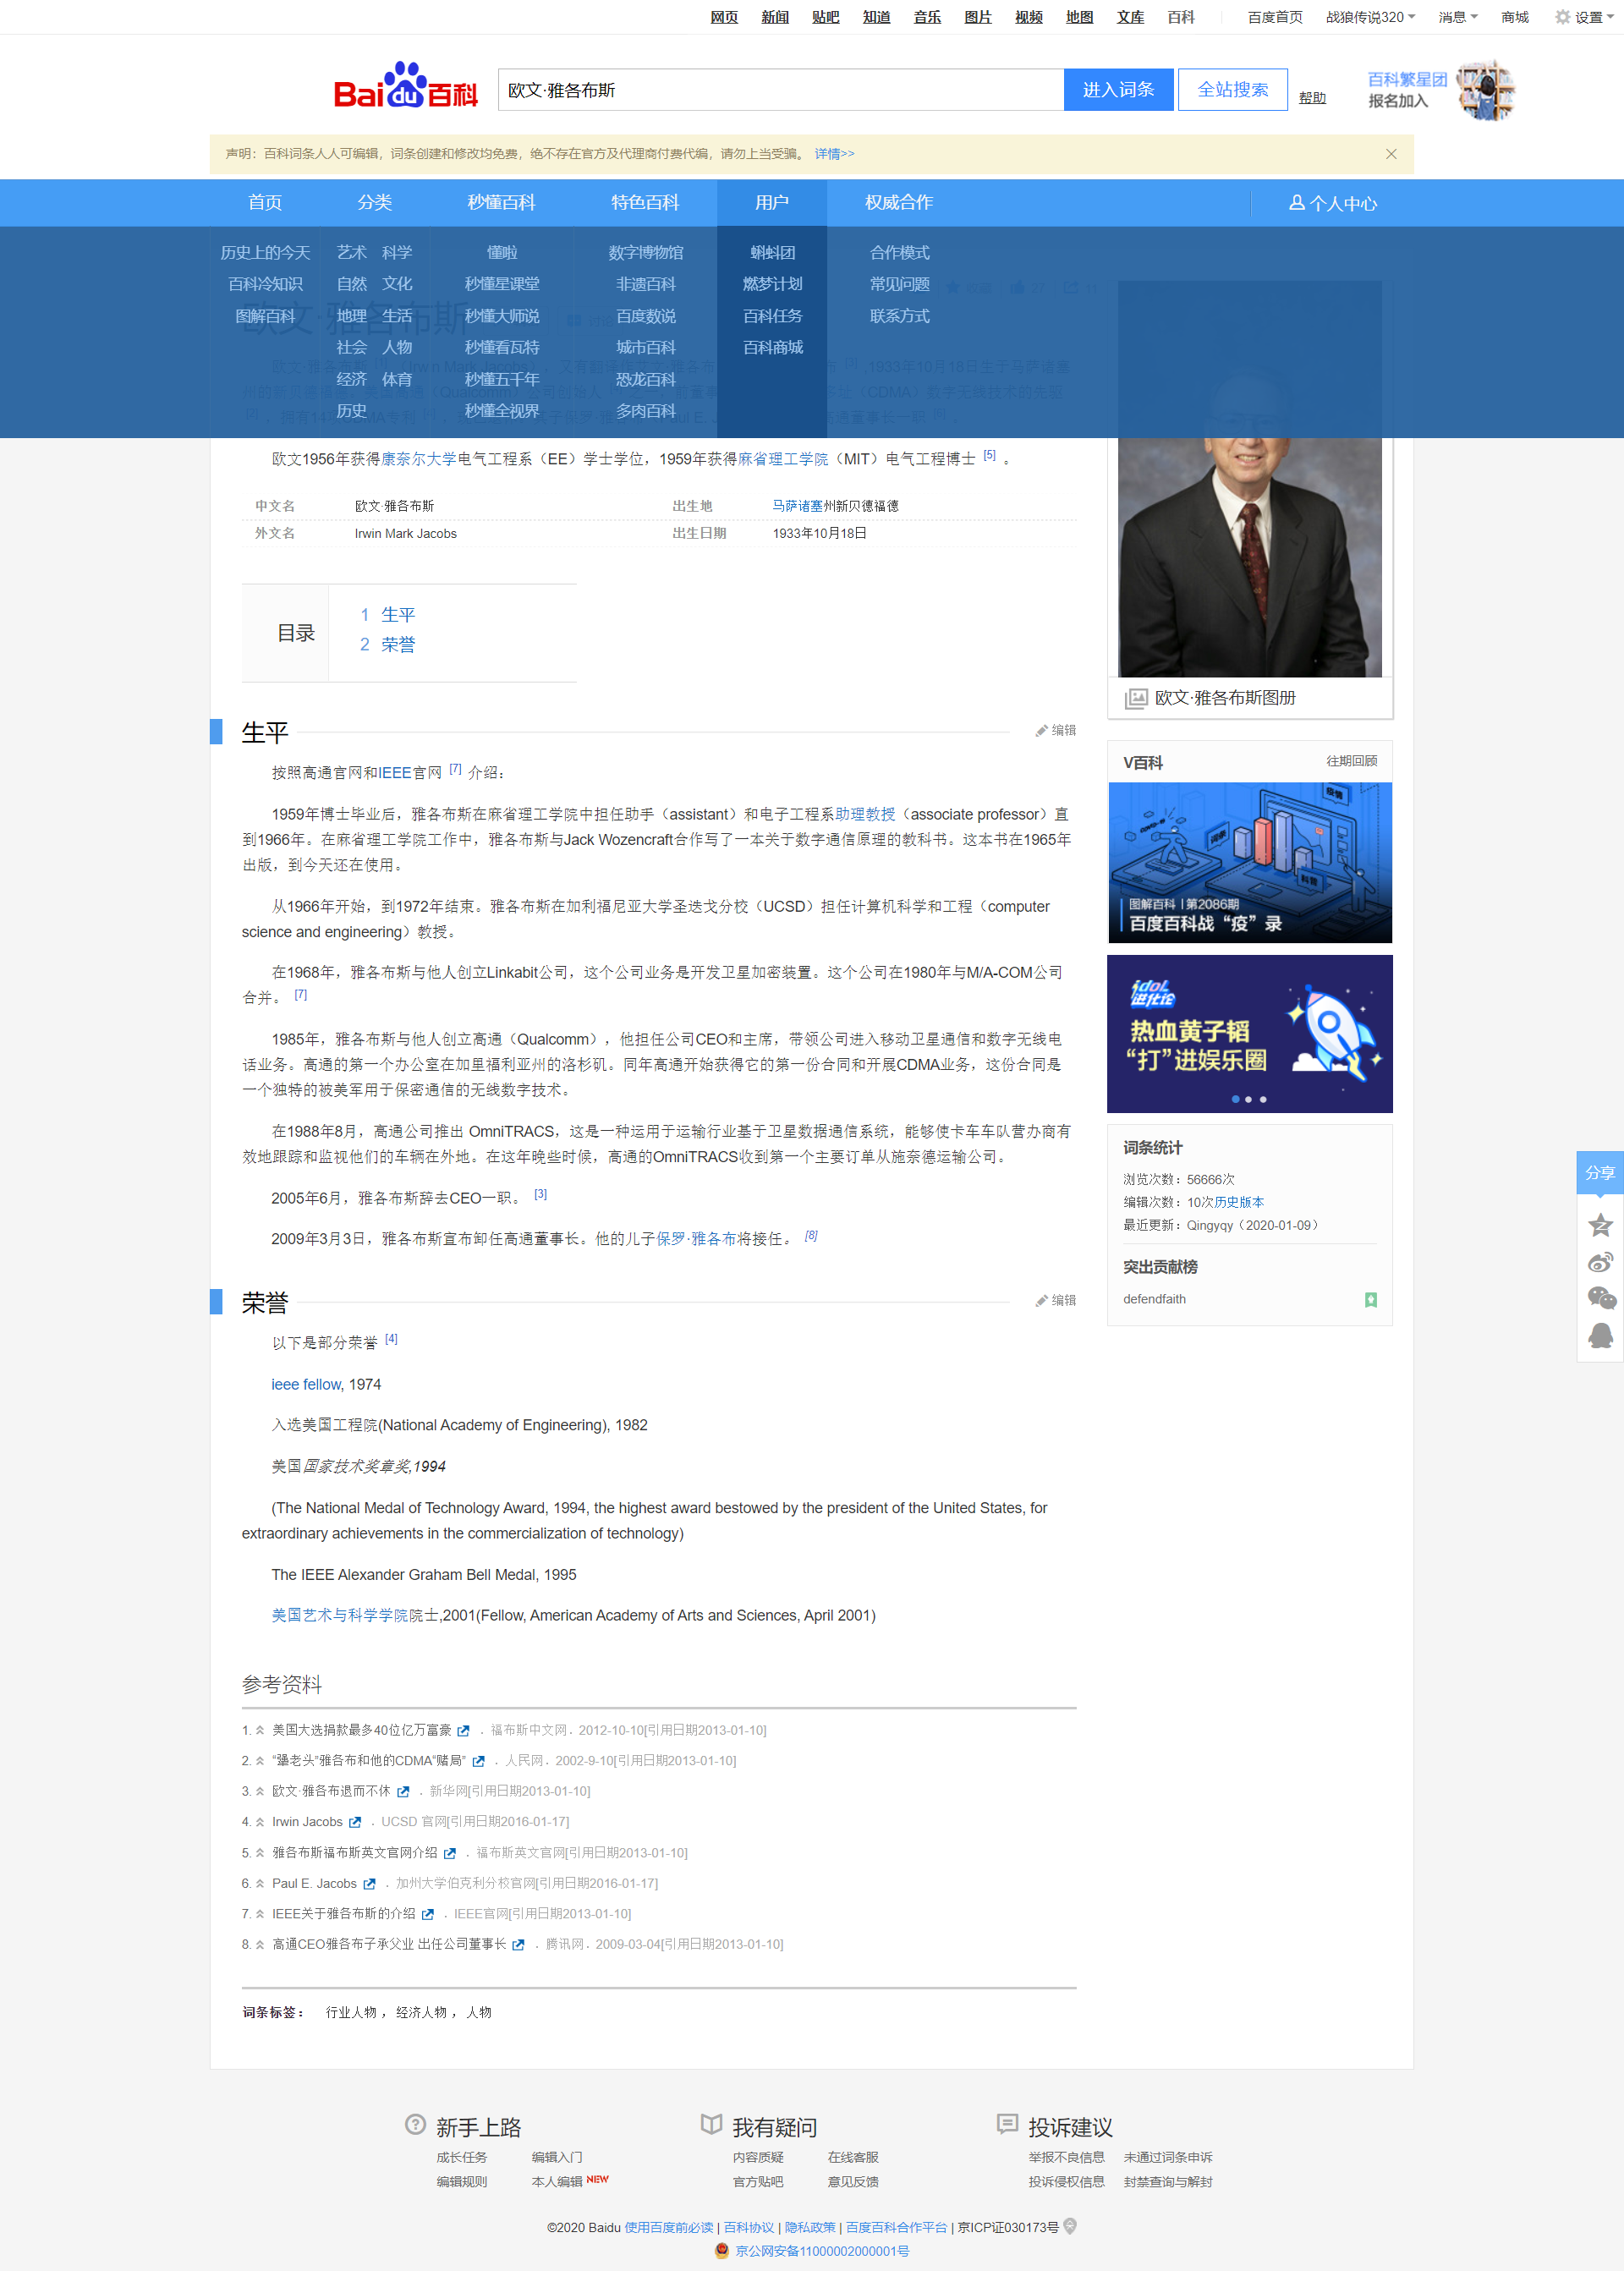 网页 新闻 贴吧 知道 音乐 图片 视频 地图 文库 百科 百度首页 战狼传说320 消息 商城 设置
Baidu百科 欧文·雅各布斯 进入词条 全站搜索 帮助 百科繁星团
报名加入
声明：百科词条人人可编辑，词条创建和修改均免费，绝不存在官方及代理商付费代编，请勿上当受骗。 详情>>
首页 分类 秒懂百科 特色百科 用户 权威合作 个人中心
历史上的今天 艺术 科学 懂啦 数字博物馆 蝌蚪团 合作模式
百科冷知识 自然 文化 秒懂星课堂 非遗百科 燃梦计划 常见问题
图解百科 地理 生活 秒懂大师说 百度数说 百科任务 联系方式
社会 人物 秒懂看瓦特 城市百科 百科商城
经济 体育 秒懂五千年 恐龙百科
历史 秒懂全视界 多肉百科
欧文·雅各布斯
欧文1956年获得康奈尔大学电气工程系（EE）学士学位，1959年获得麻省理工学院（MIT）电气工程博士 [5] 。
中文名 欧文·雅各布斯 出生地 马萨诸塞州新贝德福德
外文名 Irwin Mark Jacobs 出生日期 1933年10月18日
目录
1 生平
2 荣誉
欧文·雅各布斯图册
生平 编辑
按照高通官网和IEEE官网 [7] 介绍：
1959年博士毕业后，雅各布斯在麻省理工学院中担任助手（assistant）和电子工程系助理教授（associate professor）直
到1966年。在麻省理工学院工作中，雅各布斯与Jack Wozencraft合作写了一本关于数字通信原理的教科书。这本书在1965年
出版，到今天还在使用。
从1966年开始，到1972年结束。雅各布斯在加利福尼亚大学圣迭戈分校（UCSD）担任计算机科学和工程（computer
science and engineering）教授。
在1968年，雅各布斯与他人创立Linkabit公司，这个公司业务是开发卫星加密装置。这个公司在1980年与M/A-COM公司
合并。 [7]
1985年，雅各布斯与他人创立高通（Qualcomm），他担任公司CEO和主席，带领公司进入移动卫星通信和数字无线电
话业务。高通的第一个办公室在加里福利亚州的洛杉矶。同年高通开始获得它的第一份合同和开展CDMA业务，这份合同是
一个独特的被美军用于保密通信的无线数字技术。
在1988年8月，高通公司推出 OmniTRACS，这是一种运用于运输行业基于卫星数据通信系统，能够使卡车车队营办商有
效地跟踪和监视他们的车辆在外地。在这年晚些时候，高通的OmniTRACS收到第一个主要订单从施奈德运输公司。
2005年6月，雅各布斯辞去CEO一职。 [3]
2009年3月3日，雅各布斯宣布卸任高通董事长。他的儿子保罗·雅各布将接任。 [8]
荣誉 编辑
以下是部分荣誉 [4]
ieee fellow, 1974
入选美国工程院(National Academy of Engineering), 1982
美国国家技术奖章奖,1994
(The National Medal of Technology Award, 1994, the highest award bestowed by the president of the United States, for
extraordinary achievements in the commercialization of technology)
The IEEE Alexander Graham Bell Medal, 1995
美国艺术与科学学院院士,2001(Fellow, American Academy of Arts and Sciences, April 2001)
V百科 往期回顾
疫情
科普
图解百科 | 第2086期
百度百科战“疫”录
idol
进化论
热血黄子韬
“打”进娱乐圈
词条统计
浏览次数：56666次
编辑次数：10次历史版本
最近更新：Qingyqy（2020-01-09）
突出贡献榜
defendfaith
分享
参考资料
1. 美国大选捐款最多40位亿万富豪 ．福布斯中文网．2012-10-10[引用日期2013-01-10]
2. “犟老头”雅各布和他的CDMA“赌局” ．人民网．2002-9-10[引用日期2013-01-10]
3. 欧文·雅各布退而不休 ．新华网[引用日期2013-01-10]
4. Irwin Jacobs ．UCSD 官网[引用日期2016-01-17]
5. 雅各布斯福布斯英文官网介绍 ．福布斯英文官网[引用日期2013-01-10]
6. Paul E. Jacobs ．加州大学伯克利分校官网[引用日期2016-01-17]
7. IEEE关于雅各布斯的介绍 ．IEEE官网[引用日期2013-01-10]
8. 高通CEO雅各布子承父业 出任公司董事长 ．腾讯网．2009-03-04[引用日期2013-01-10]
词条标签： 行业人物 ， 经济人物 ， 人物
新手上路 我有疑问 投诉建议
成长任务 编辑入门 内容质疑 在线客服 举报不良信息 未通过词条申诉
编辑规则 本人编辑 NEW 官方贴吧 意见反馈 投诉侵权信息 封禁查询与解封
©2020 Baidu 使用百度前必读 | 百科协议 | 隐私政策 | 百度百科合作平台 | 京ICP证030173号
京公网安备11000002000001号